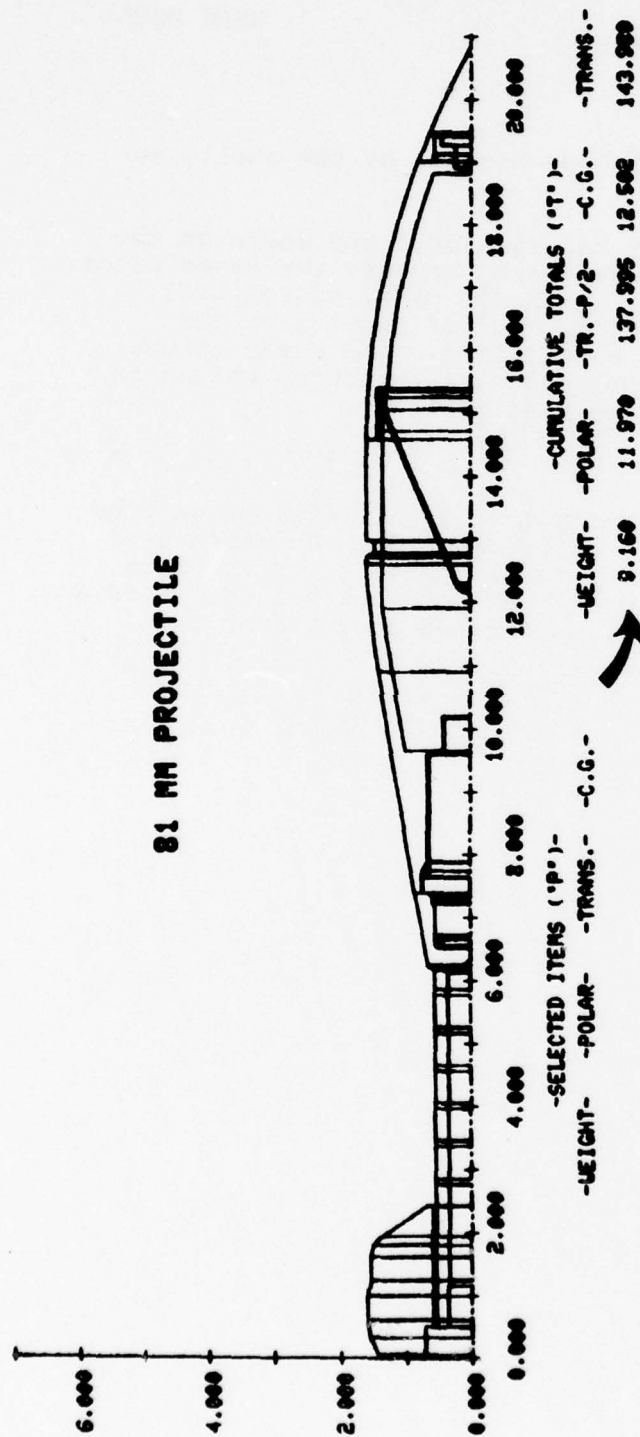 81 MM PROJECTILE
6.000
4.000
2.000
0.000
0.000 2.000 4.000 6.000 8.000 10.000 12.000 14.000 16.000 18.000 20.000
-SELECTED ITEMS ('P')- -CUMULATIVE TOTALS ('T')-
-WEIGHT- -POLAR- -TRANS.- -C.G.- -WEIGHT- -POLAR- -TR.-P/2- -C.G.- -TRANS.-
9.160 11.970 137.995 12.502 143.980